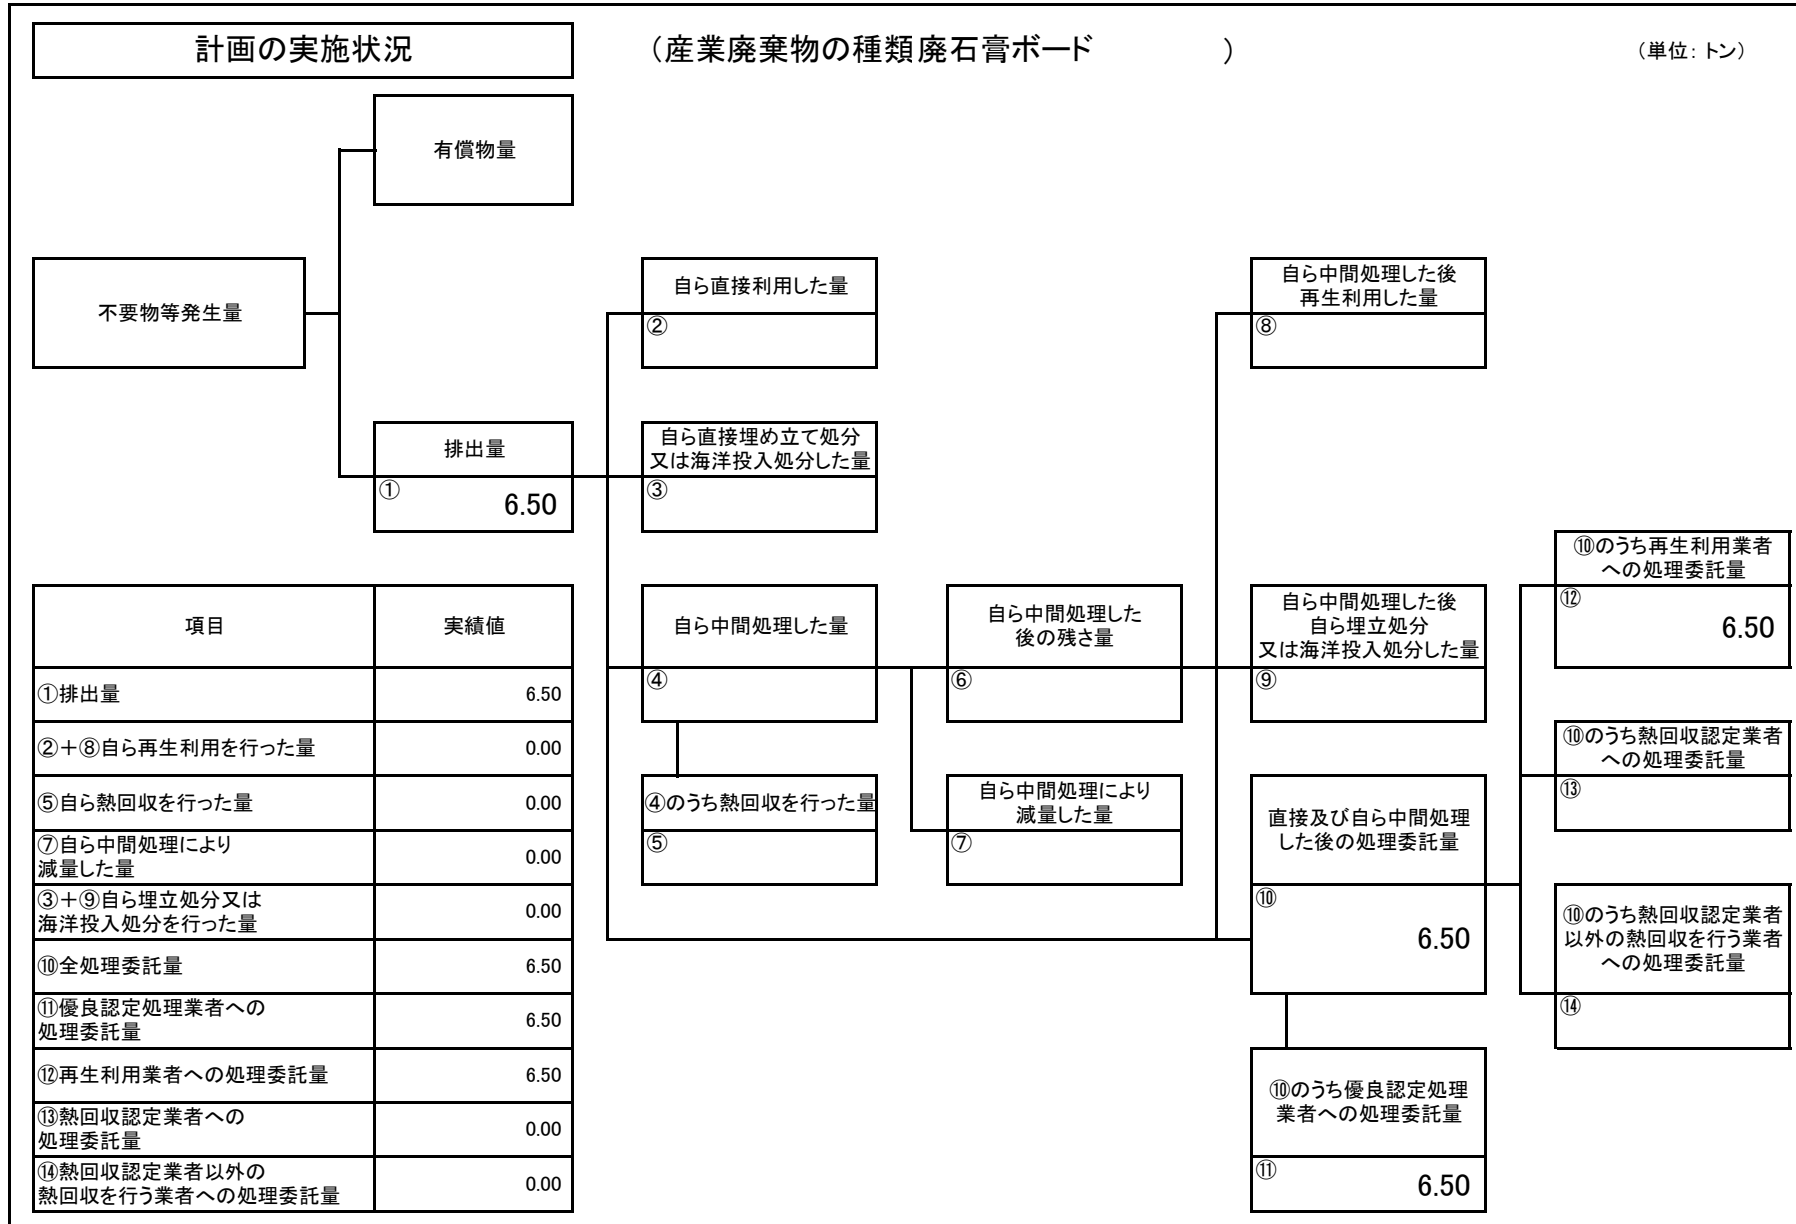 計画の実施状況
（産業廃棄物の種類廃石膏ボード　　　　　）
（単位：トン）
有償物量
不要物等発生量
自ら直接利用した量
②
自ら中間処理した後
再生利用した量
⑧
排出量
①
6.50
自ら直接埋め立て処分
又は海洋投入処分した量
③
⑩のうち再生利用業者
への処理委託量
⑫
6.50
自ら中間処理した量
④
自ら中間処理した
後の残さ量
⑥
自ら中間処理した後
自ら埋立処分
又は海洋投入処分した量
⑨
⑩のうち熱回収認定業者
への処理委託量
⑬
④のうち熱回収を行った量
⑤
自ら中間処理により
減量した量
⑦
直接及び自ら中間処理
した後の処理委託量
⑩
6.50
⑩のうち熱回収認定業者
以外の熱回収を行う業者
への処理委託量
⑭
⑩のうち優良認定処理
業者への処理委託量
⑪
6.50
項目 実績値
①排出量 6.50
②＋⑧自ら再生利用を行った量 0.00
⑤自ら熱回収を行った量 0.00
⑦自ら中間処理により
減量した量 0.00
③＋⑨自ら埋立処分又は
海洋投入処分を行った量 0.00
⑩全処理委託量 6.50
⑪優良認定処理業者への
処理委託量 6.50
⑫再生利用業者への処理委託量 6.50
⑬熱回収認定業者への
処理委託量 0.00
⑭熱回収認定業者以外の
熱回収を行う業者への処理委託量 0.00